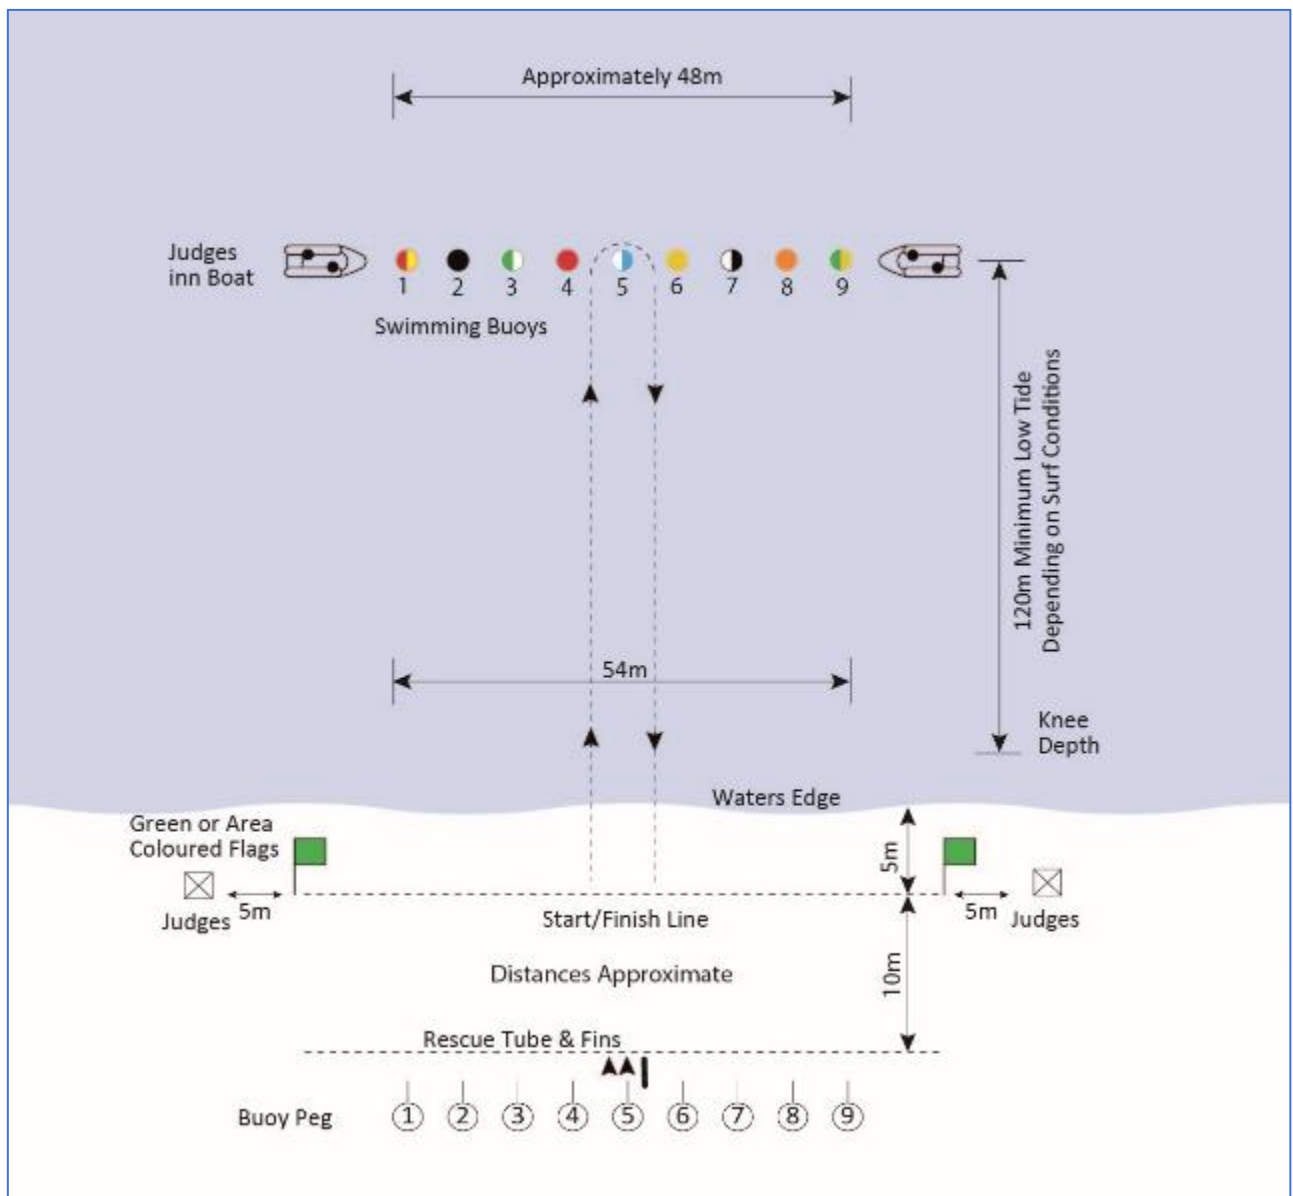 Approximately 48m
Judges
inn Boat
1 2 3 4 5 6 7 8 9
Swimming Buoys
120m Minimum Low Tide
Depending on Surf Conditions
54m
Knee
Depth
Waters Edge
Green or Area
Coloured Flags
5m
Judges
5m
Start/Finish Line
5m
Judges
Distances Approximate
10m
Rescue Tube & Fins
Buoy Peg
1 2 3 4 5 6 7 8 9